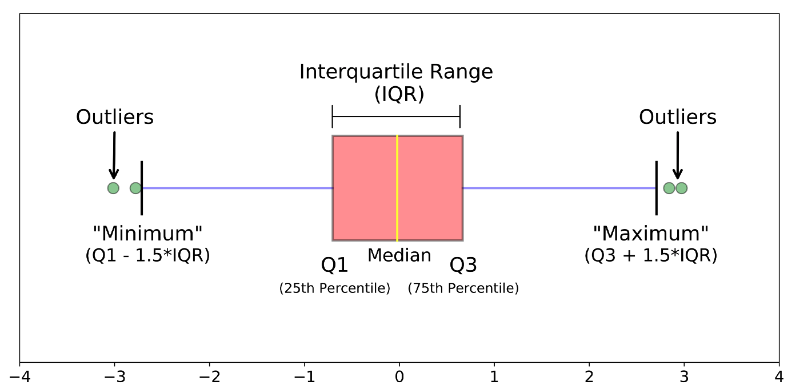 Interquartile Range
(IQR)
Outliers
Outliers
"Minimum"
(Q1 - 1.5*IQR)
"Maximum"
(Q3 + 1.5*IQR)
Median
Q1
Q3
(25th Percentile)
(75th Percentile)
−4
−3
−2
−1
0
1
2
3
4